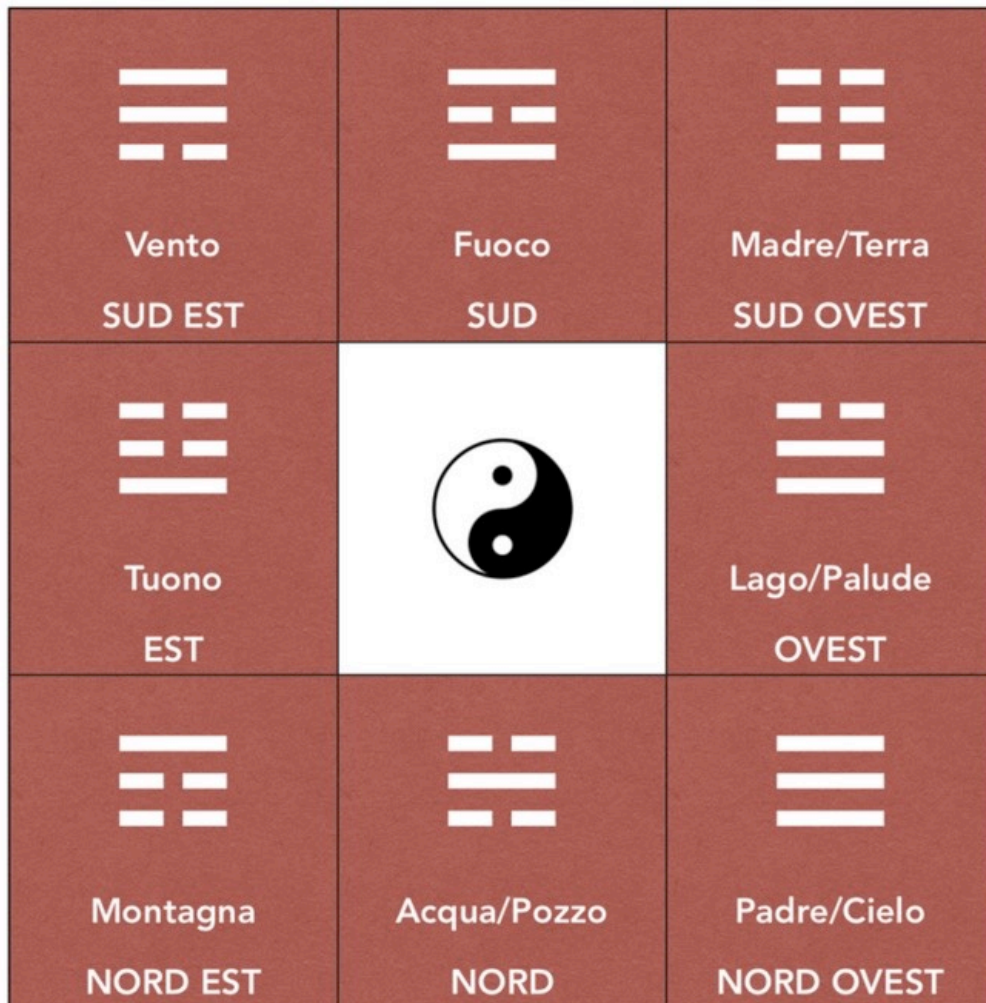 Vento
SUD EST
Fuoco
SUD
Madre/Terra
SUD OVEST
Tuono
EST
Lago/Palude
OVEST
Montagna
NORD EST
Acqua/Pozzo
NORD
Padre/Cielo
NORD OVEST